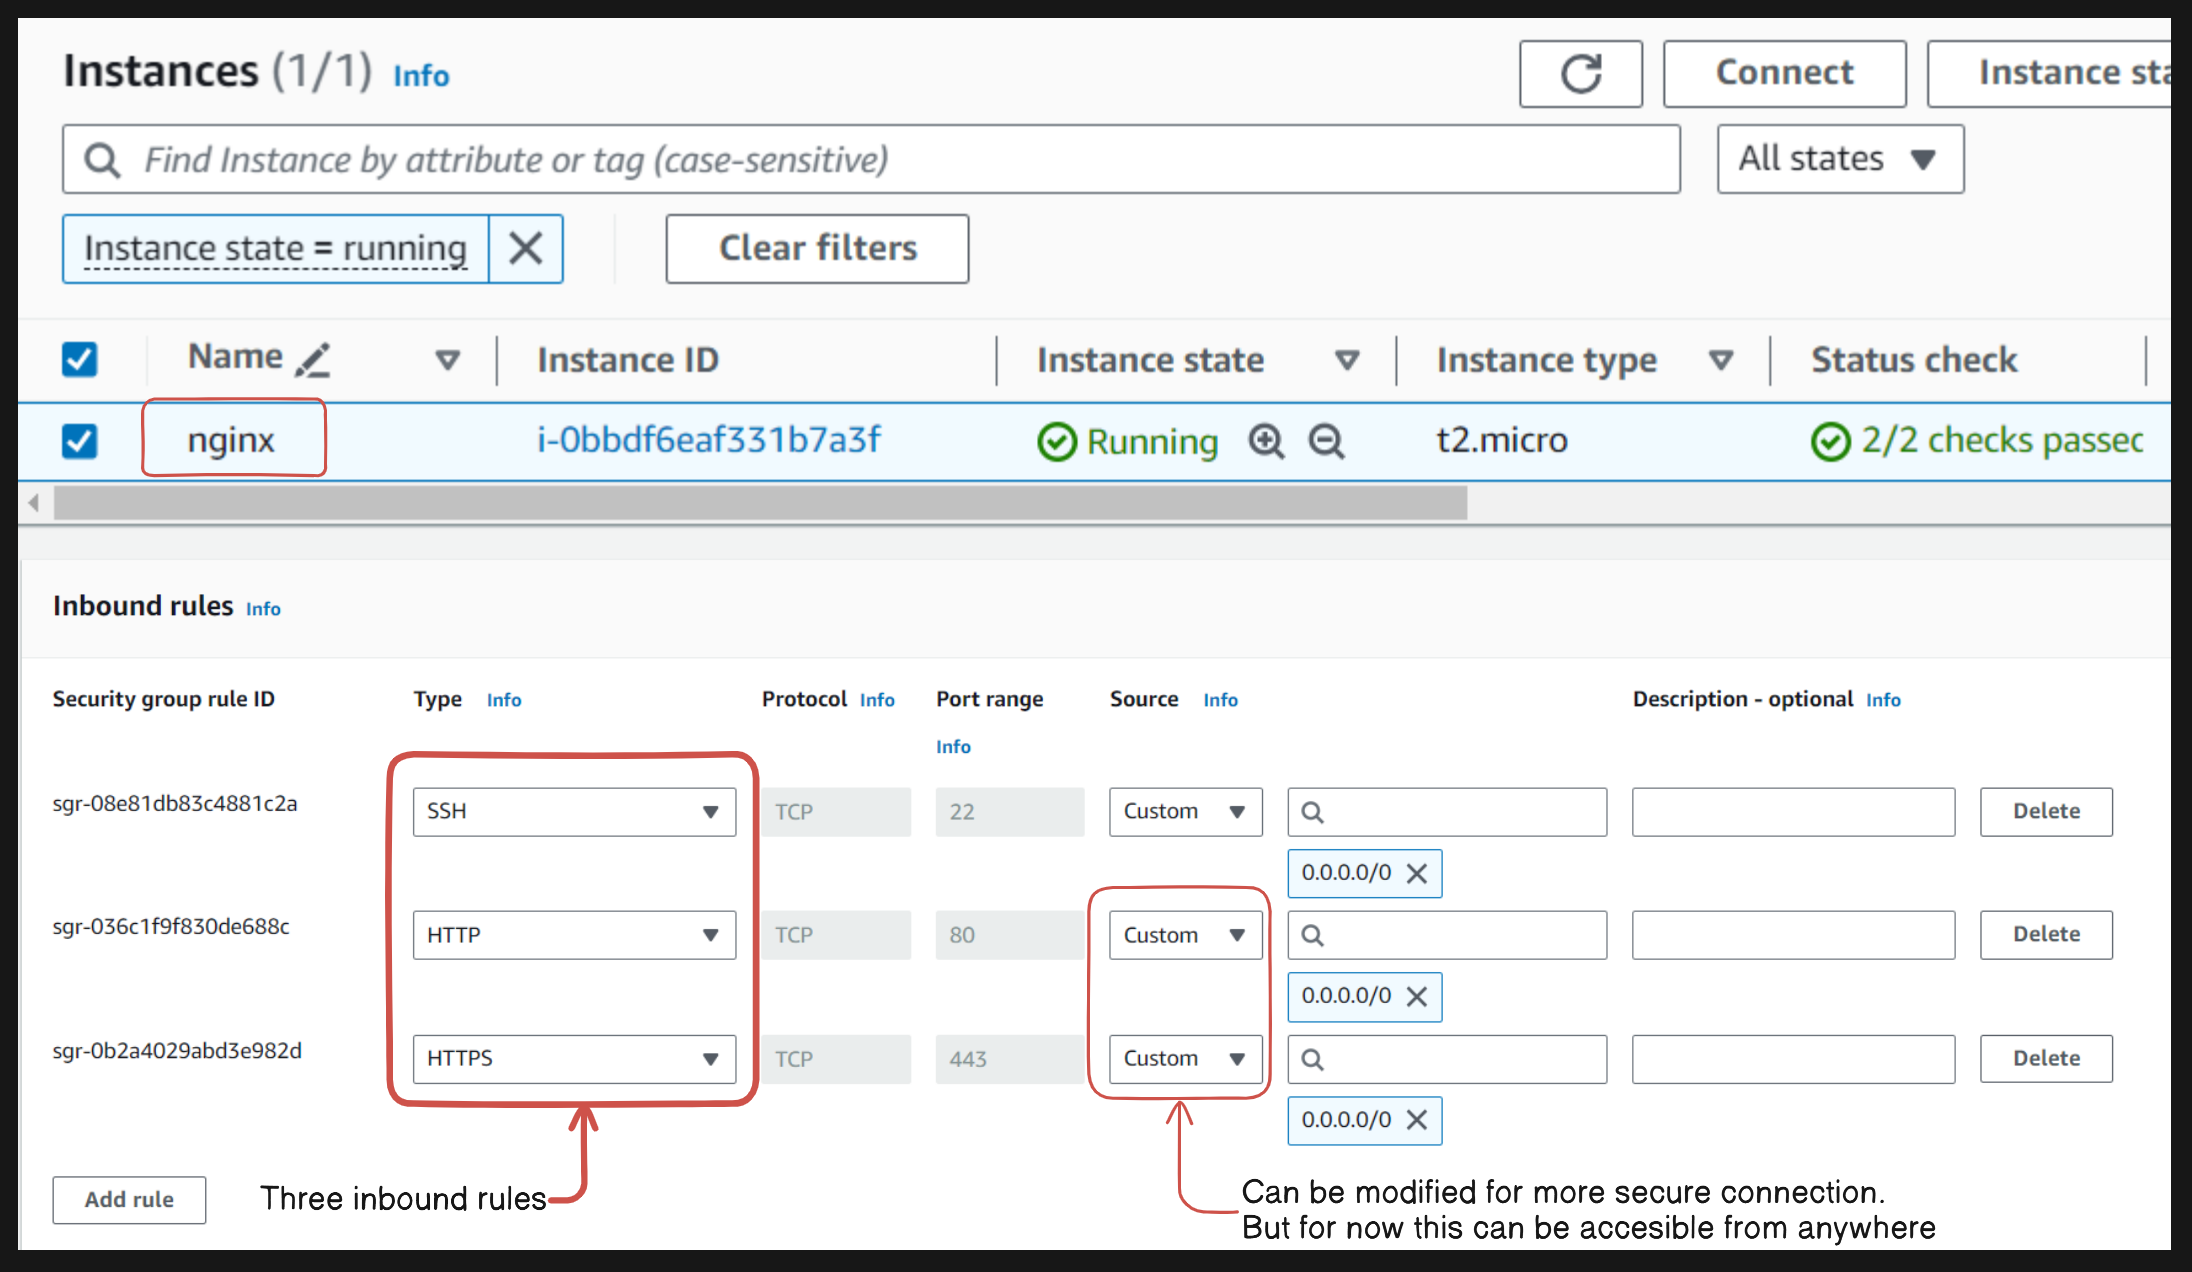 Instances (1/1) Info
Connect
Instance sta
Find Instance by attribute or tag (case-sensitive)
All states
Instance state = running
Clear filters
Name Instance ID Instance state Instance type Status check
nginx i-0bbdf6eaf331b7a3f Running t2.micro 2/2 checks passec
Inbound rules Info
Security group rule ID Type Info Protocol Info Port range Source Info Description - optional Info
Info
sgr-08e81db83c4881c2a SSH TCP 22 Custom Delete
0.0.0.0/0
sgr-036c1f9f830de688c HTTP TCP 80 Custom Delete
0.0.0.0/0
sgr-0b2a4029abd3e982d HTTPS TCP 443 Custom Delete
0.0.0.0/0
Add rule
Three inbound rules
Can be modified for more secure connection.
But for now this can be accesible from anywhere